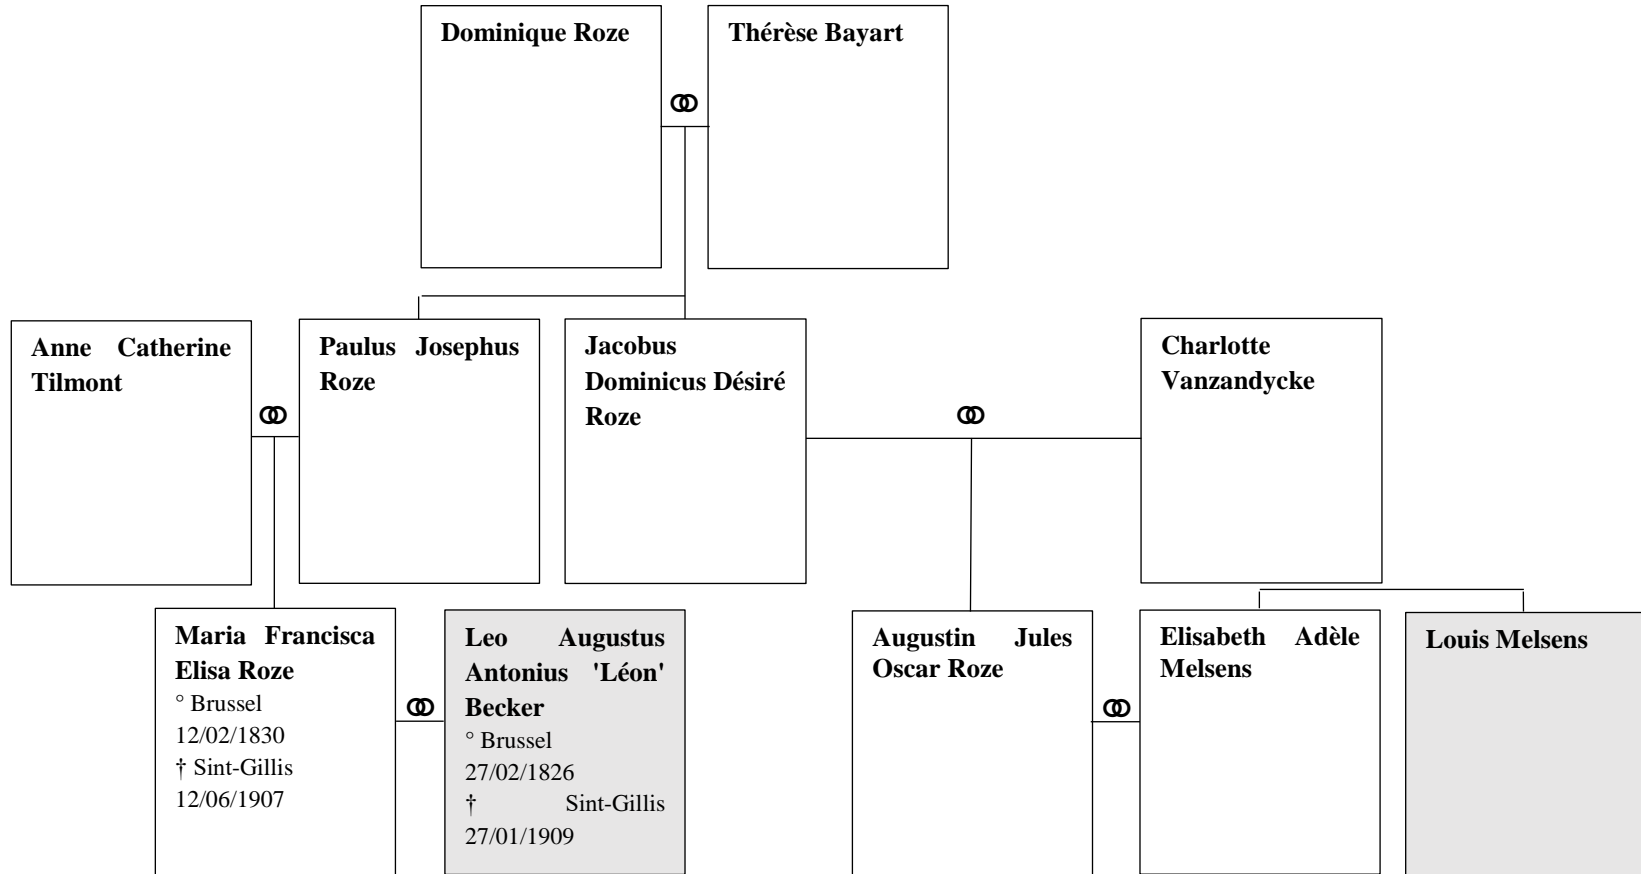 Dominique Roze
Thérèse Bayart
Anne Catherine
Tilmont
Paulus Josephus
Roze
Jacobus
Dominicus Désiré
Roze
Charlotte
Vanzandycke
Maria Francisca
Elisa Roze
° Brussel
12/02/1830
† Sint-Gillis
12/06/1907
Leo Augustus
Antonius 'Léon'
Becker
° Brussel
27/02/1826
† Sint-Gillis
27/01/1909
Augustin Jules
Oscar Roze
Elisabeth Adèle
Melsens
Louis Melsens